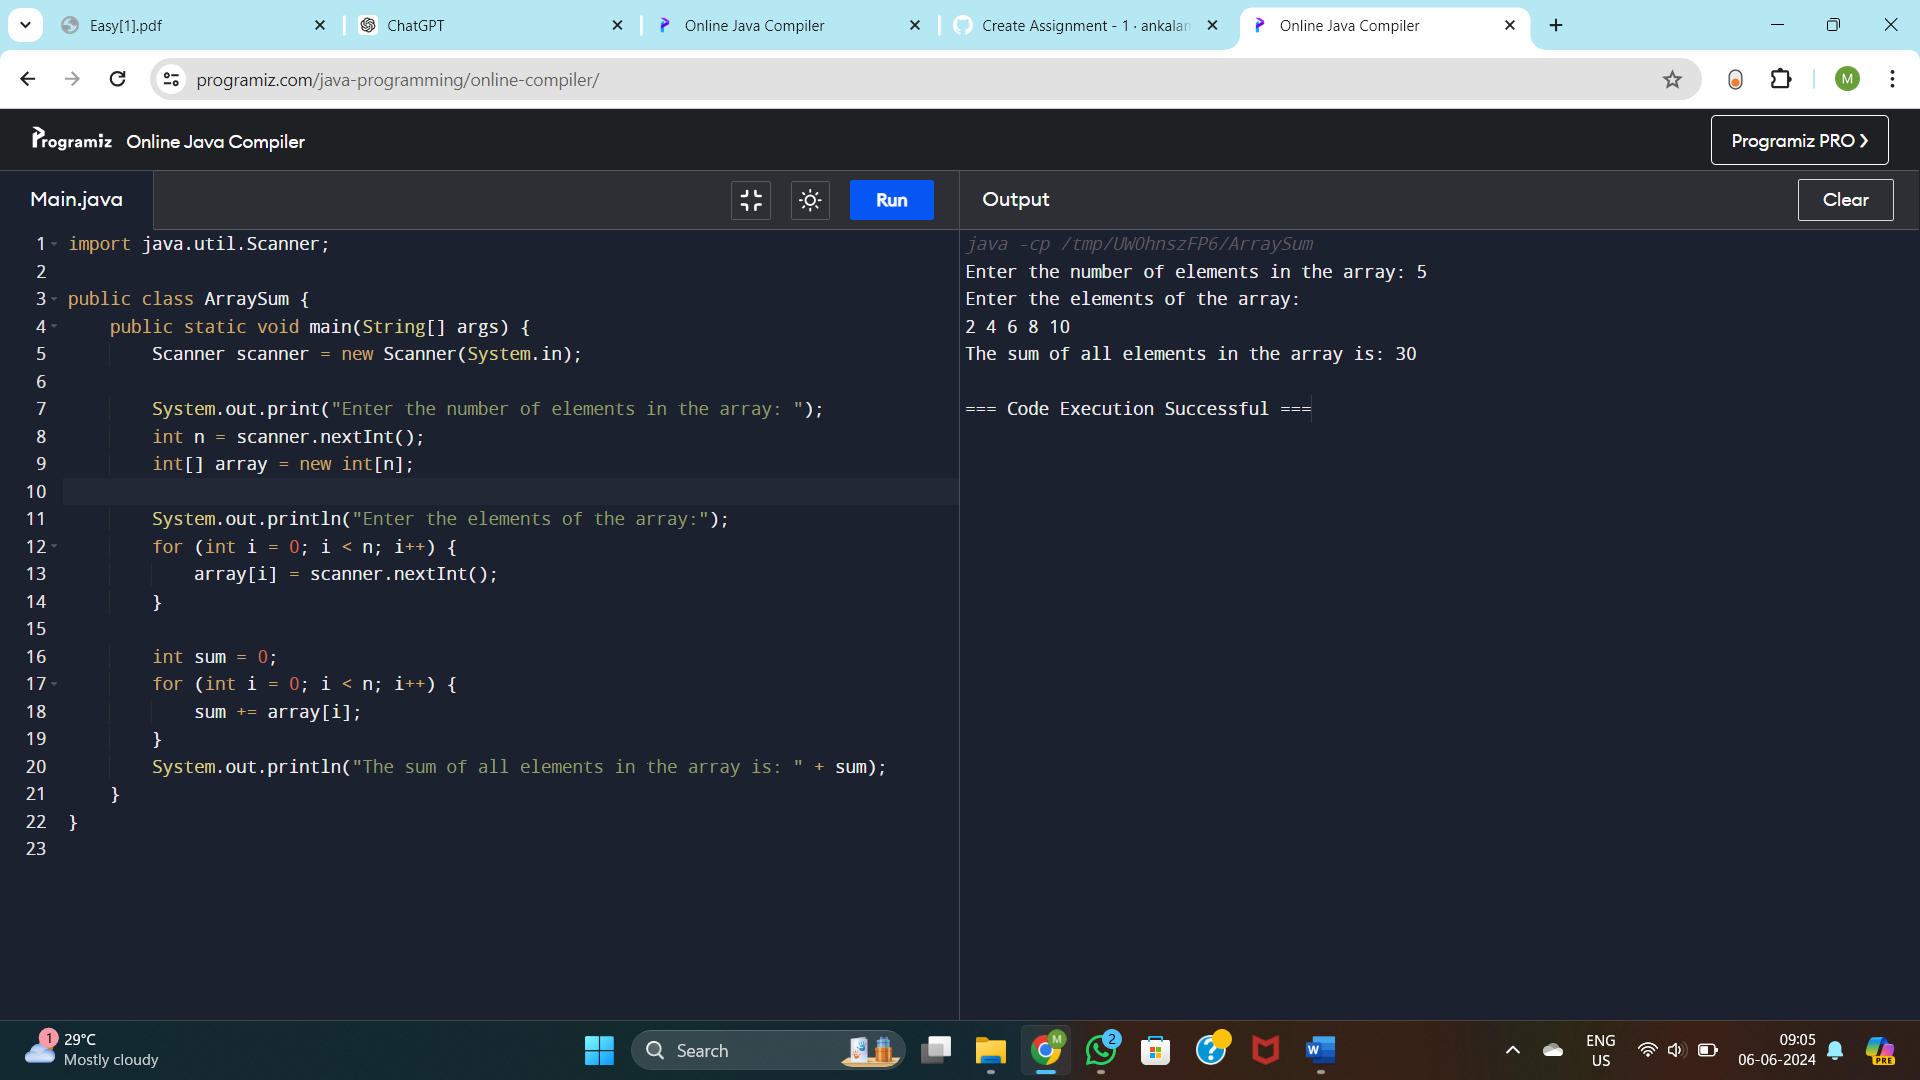 Easy[1].pdf
ChatGPT
Online Java Compiler
Create Assignment - 1 · ankalan
Online Java Compiler
programiz.com/java-programming/online-compiler/
M
Programiz
Online Java Compiler
Programiz PRO
Main.java
Run
1 import java.util.Scanner;
2
3 public class ArraySum {
4 public static void main(String[] args) {
5 Scanner scanner = new Scanner(System.in);
6
7 System.out.print("Enter the number of elements in the array: ");
8 int n = scanner.nextInt();
9 int[] array = new int[n];
10
11 System.out.println("Enter the elements of the array:");
12 for (int i = 0; i < n; i++) {
13 array[i] = scanner.nextInt();
14 }
15
16 int sum = 0;
17 for (int i = 0; i < n; i++) {
18 sum += array[i];
19 }
20 System.out.println("The sum of all elements in the array is: " + sum);
21 }
22 }
23
Output
Clear
java -cp /tmp/UWOhnszFP6/ArraySum
Enter the number of elements in the array: 5
Enter the elements of the array:
2 4 6 8 10
The sum of all elements in the array is: 30
=== Code Execution Successful ===
1
29°C
Mostly cloudy
Search
M
2
W
ENG
US
09:05
06-06-2024
PRE